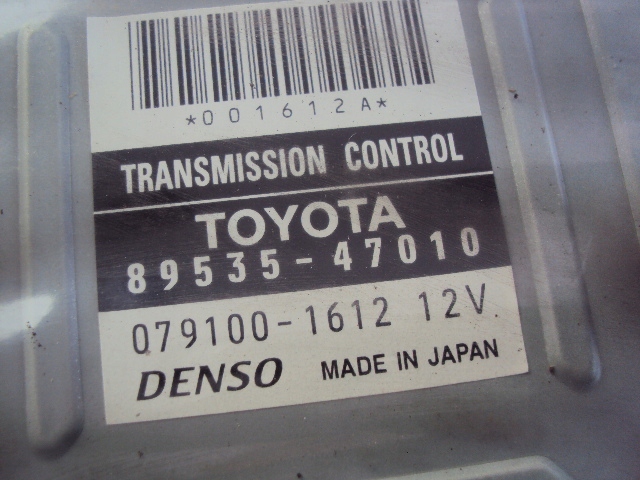 *001612A*
TRANSMISSION CONTROL
TOYOTA
89535-47010
079100-1612 12V
DENSO MADE IN JAPAN